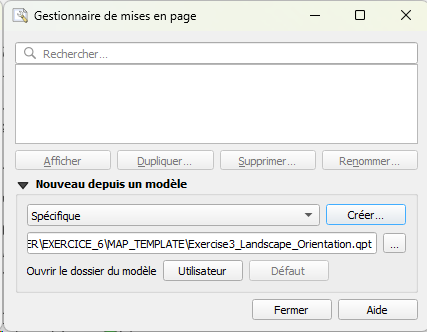 Gestionnaire de mises en page
Rechercher…
Afficher Dupliquer… Supprimer… Renommer…
Nouveau depuis un modèle
Spécifique Créer…
ER\EXERCICE_6\MAP_TEMPLATE\Exercise3_Landscape_Orientation.qpt ...
Ouvrir le dossier du modèle Utilisateur Défaut
Fermer Aide